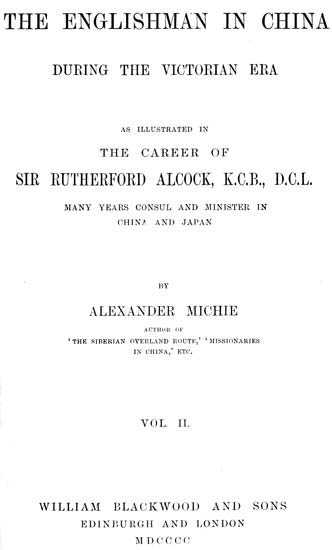 THE ENGLISHMAN IN CHINA
DURING THE VICTORIAN ERA
AS ILLUSTRATED IN
THE CAREER OF
SIR RUTHERFORD ALCOCK, K.C.B., D.C.L.
MANY YEARS CONSUL AND MINISTER IN
CHINA AND JAPAN
BY
ALEXANDER MICHIE
AUTHOR OF
'THE SIBERIAN OVERLAND ROUTE,' 'MISSIONARIES
IN CHINA,' ETC.
VOL. II.
WILLIAM BLACKWOOD AND SONS
EDINBURGH AND LONDON
MDCCCC